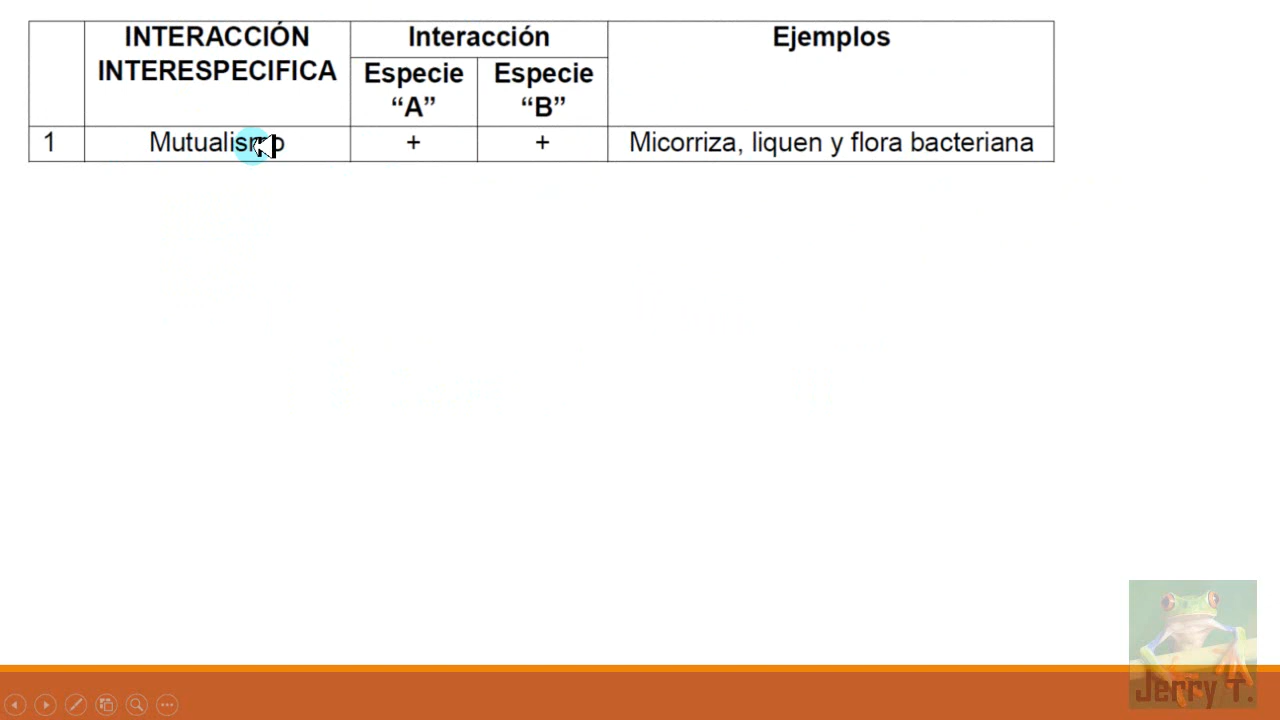 INTERACCIÓN INTERESPECIFICA
Interacción
Ejemplos
Especie “A”
Especie “B”
1 Mutualismo + + Micorriza, liquen y flora bacteriana
Jerry T.